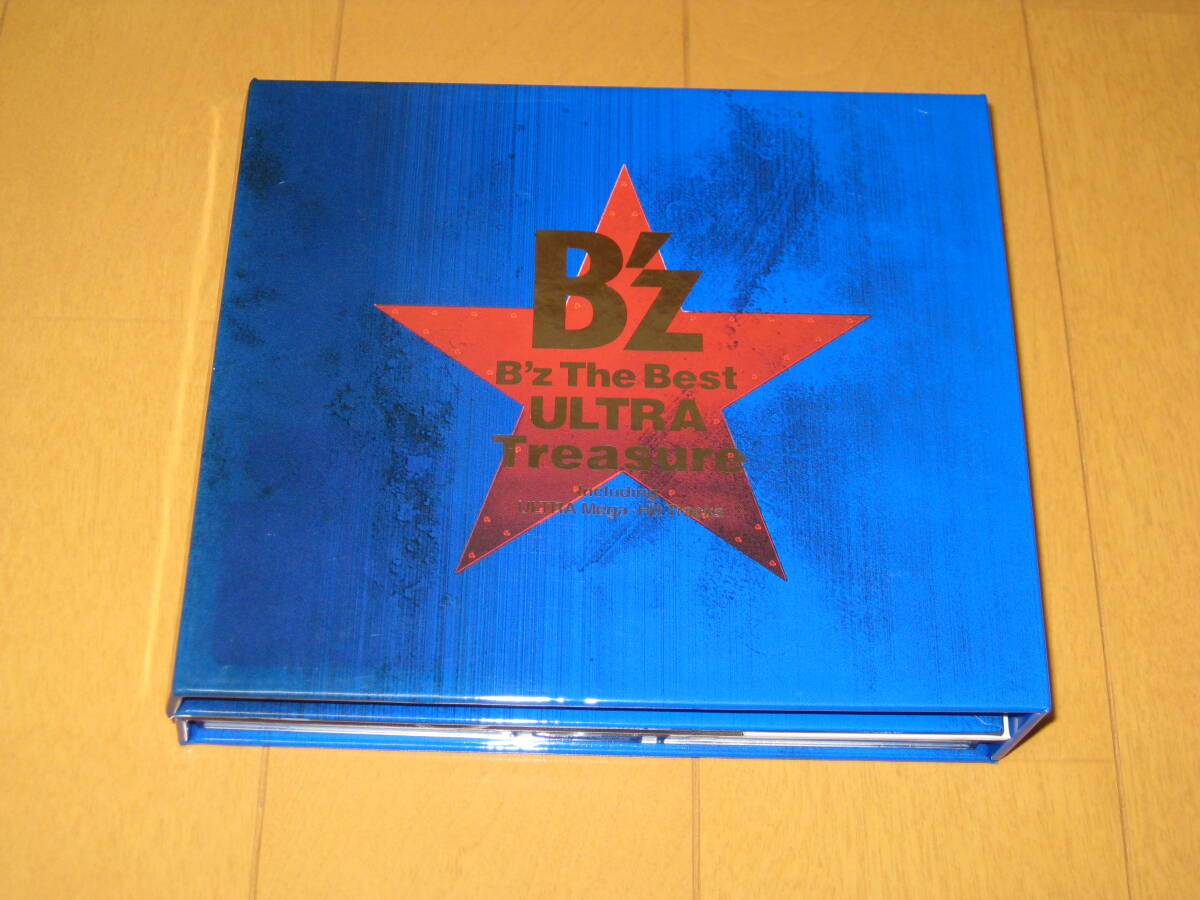 B'z
B'z The Best
ULTRA
Treasure
Including
ULTRA Mega-Hit Tracks